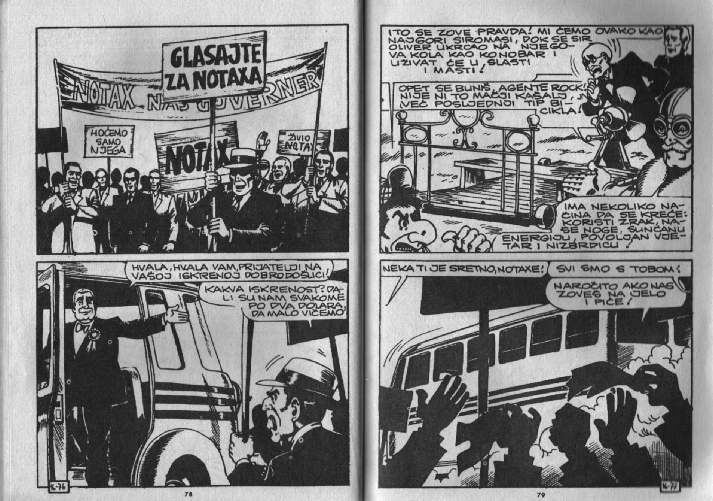 GLASAJTE
ZA NOTAXA
NOTAX NAŠ GUVERNER
HOĆEMO
SAMO
NJEGA
NOTAX
ŽIVIO
NOTAX
HVALA, HVALA VAM, PRIJATELJI NA
VAŠOJ ISKRENOJ DOBRODOŠLICI!
KAKVA ISKRENOST? DA-
LI SU NAM SVAKOME
PO DVA DOLARA,
DA MALO VIČEMO!
78
I TO SE ZOVE PRAVDA! MI ĆEMO OVAKO KAO
NAJGORI SIROMASI, DOK SE SIR
OLIVER UKRCAO NA NJEGO-
VA KOLA KAO KONOBAR I
UŽIVAT ĆE U SLASTI
I MASTI!
OPET SE BUNIŠ, AGENTE ROCK!
NIJE NI TO MAČJI KAŠALJ,
VEĆ POSLJEDNJI TIP BI-
CIKLA!
IMA NEKOLIKO NA-
ČINA DA SE KREĆE:
KORISTI ZRAK, NA-
ŠE NOGE, SUNČANU
ENERGIJU, POVOLJAN VJE-
TAR I NIZBRDICU!
NEKA TI JE SRETNO, NOTAXE!
SVI SMO S TOBOM!
NAROČITO AKO NAS
ZOVEŠ NA JELO
I PIĆE!
79